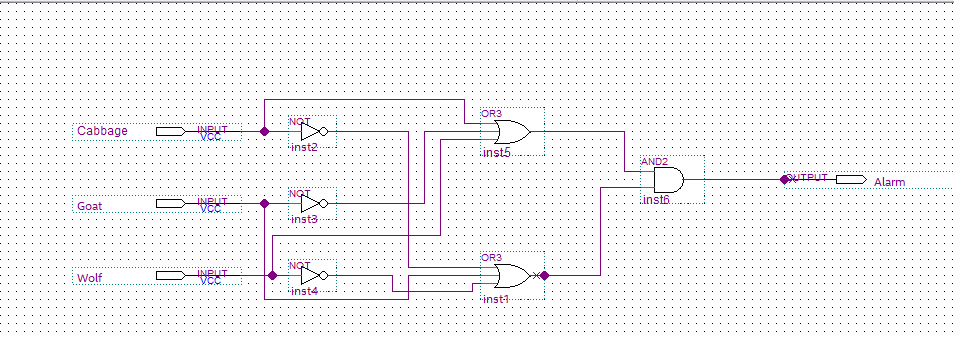 OR3
Cabbage
INPUT
VCC
NOT
inst2
inst5
AND2
OUTPUT
Alarm
inst6
Goat
INPUT
VCC
NOT
inst3
OR3
Wolf
INPUT
VCC
NOT
inst4
inst1